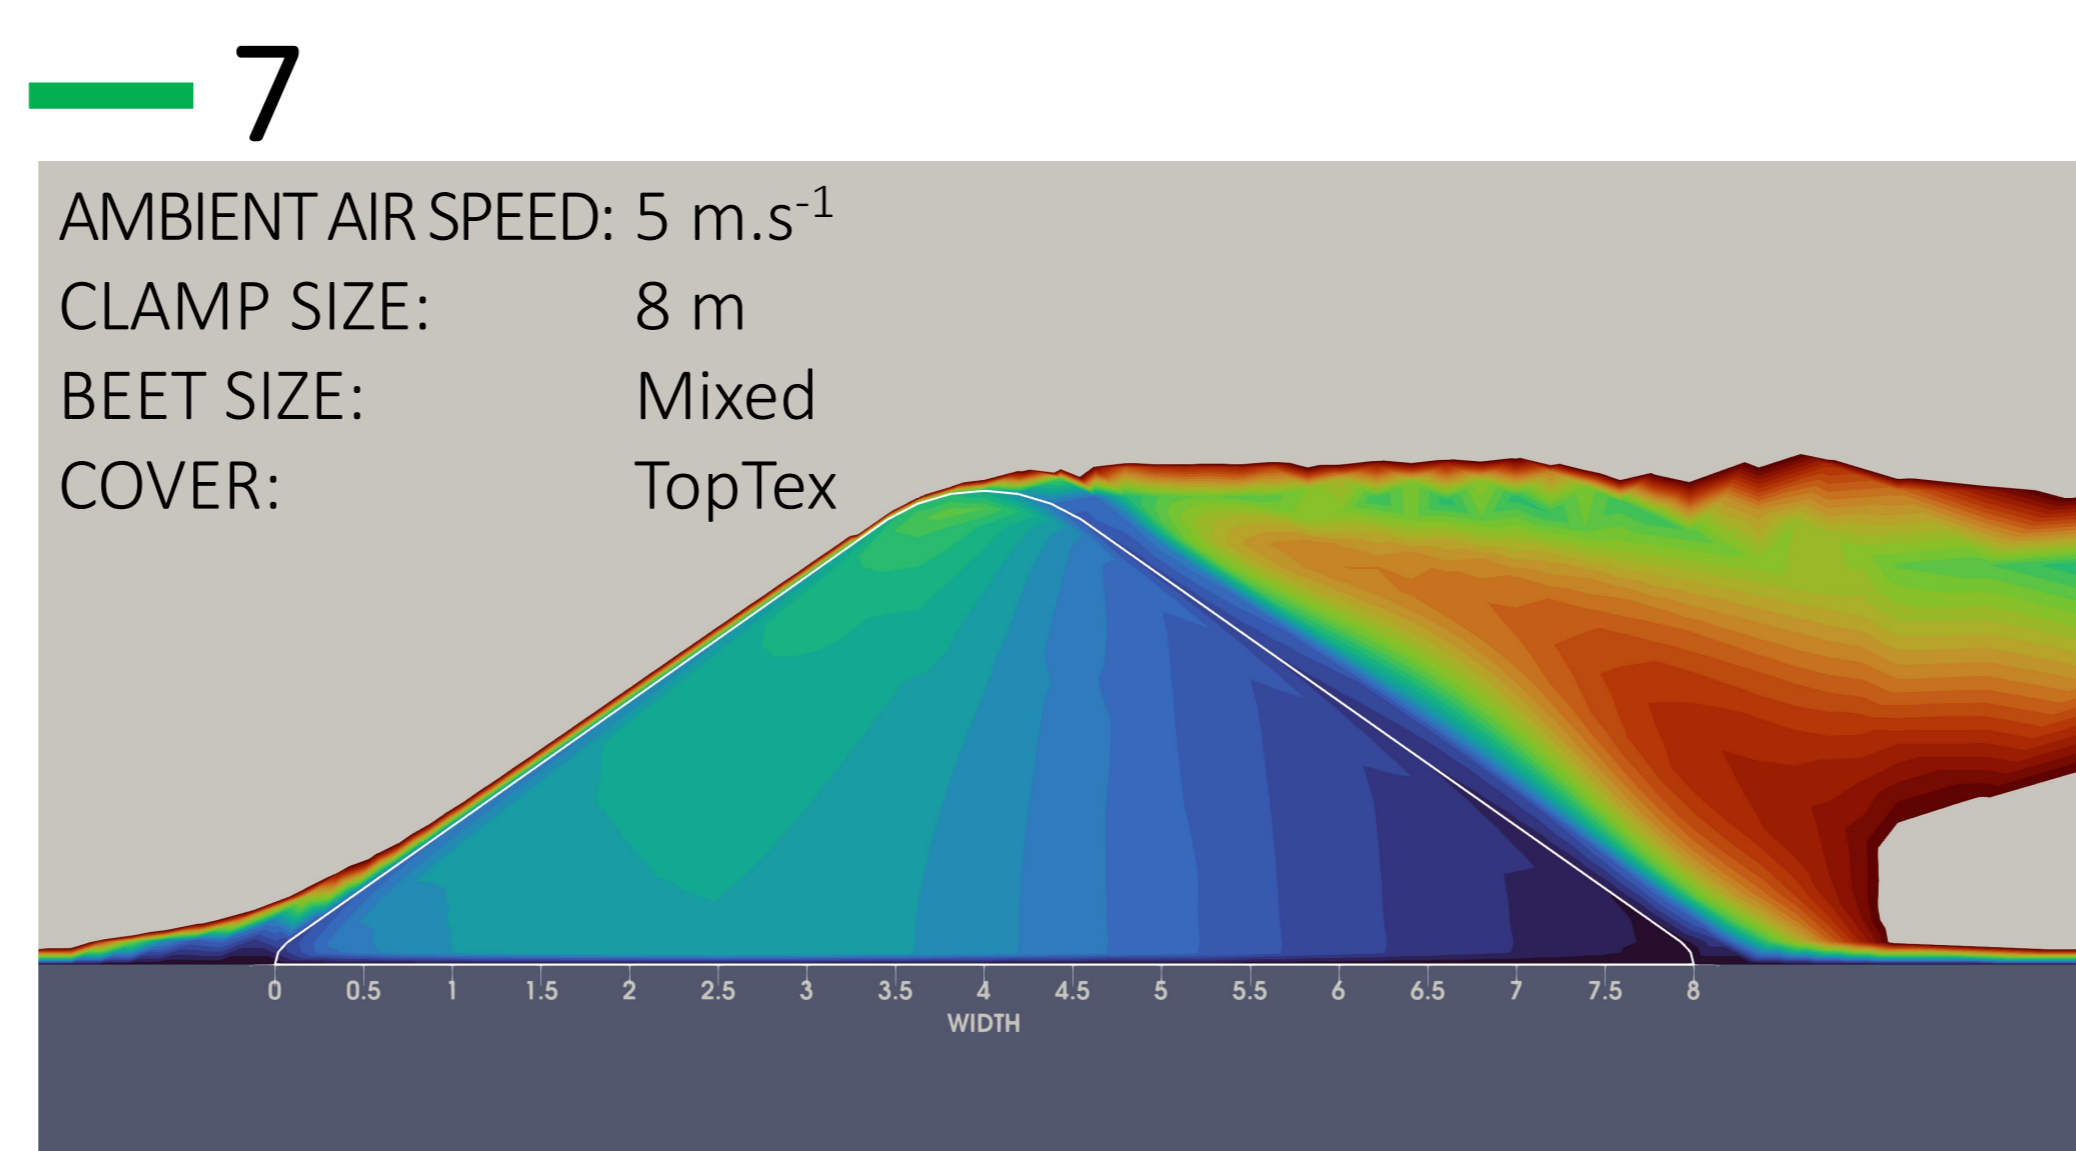 7
AMBIENT AIR SPEED: 5 m.s⁻¹
CLAMP SIZE: 8 m
BEET SIZE: Mixed
COVER: TopTex
0 0.5 1 1.5 2 2.5 3 3.5 4 4.5 5 5.5 6 6.5 7 7.5 8
WIDTH